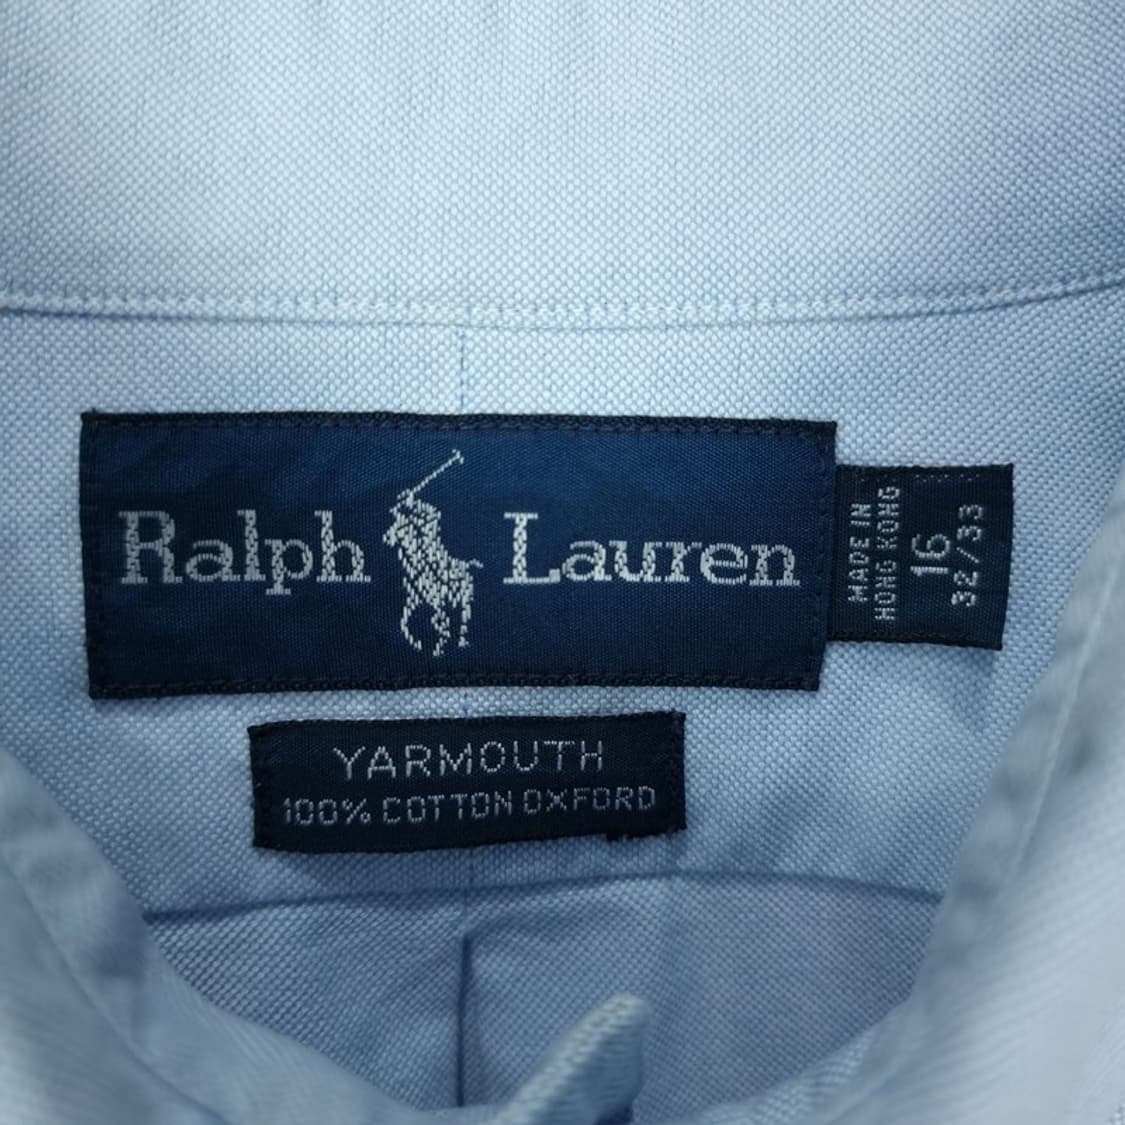 Ralph Lauren
MADE IN
HONG KONG
16
32/33
YARMOUTH
100% COTTON OXFORD